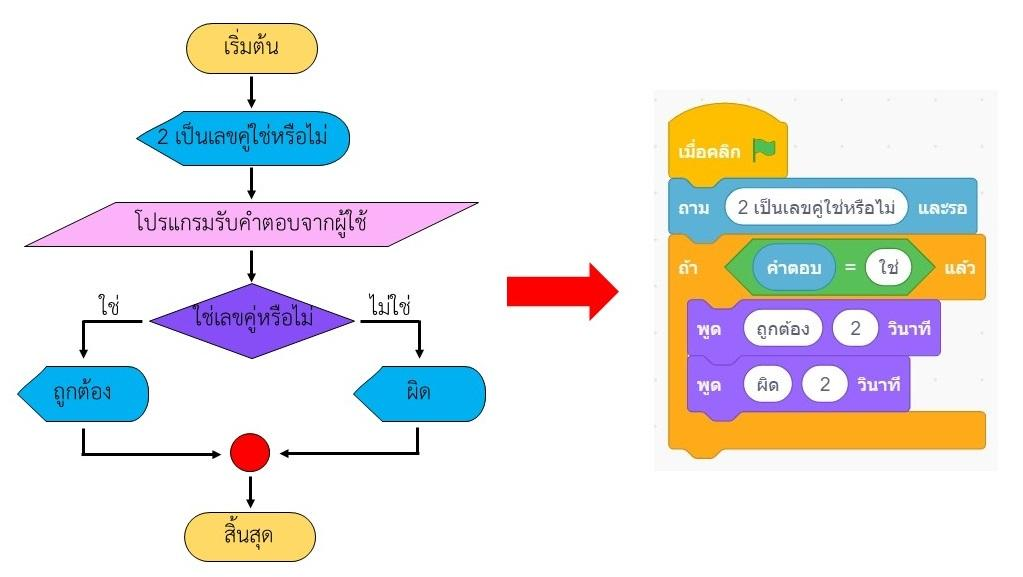 เริ่มต้น
2 เป็นเลขคู่ใช่หรือไม่
โปรแกรมรับคำตอบจากผู้ใช้
ใช่เลขคู่หรือไม่
ใช่
ไม่ใช่
ถูกต้อง
ผิด
สิ้นสุด
เมื่อคลิก
ถาม 2 เป็นเลขคู่ใช่หรือไม่ และรอ
ถ้า คำตอบ = ใช่ แล้ว
พูด ถูกต้อง 2 วินาที
พูด ผิด 2 วินาที